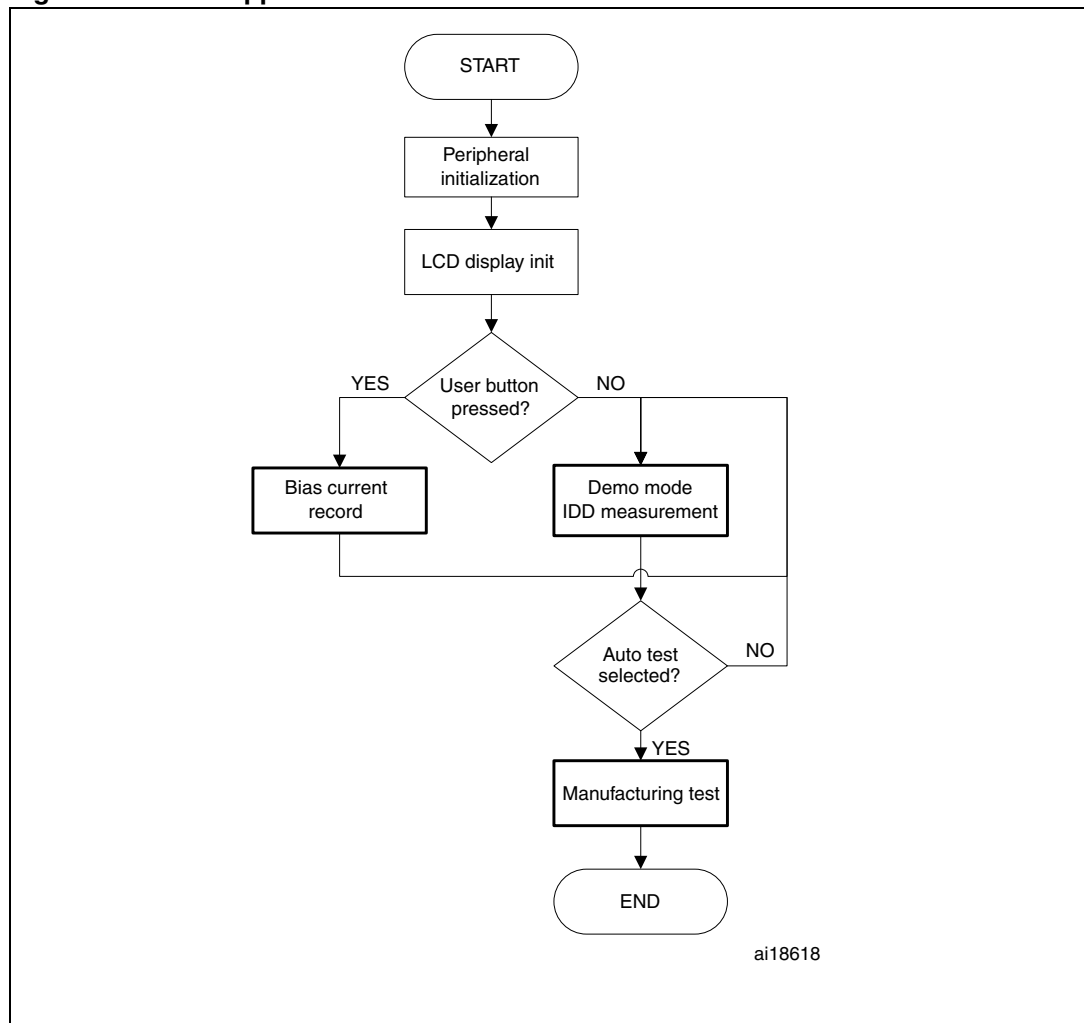 START
Peripheral
initialization
LCD display init
User button
pressed?
YES
NO
Bias current
record
Demo mode
IDD measurement
Auto test
selected?
NO
YES
Manufacturing test
END
ai18618